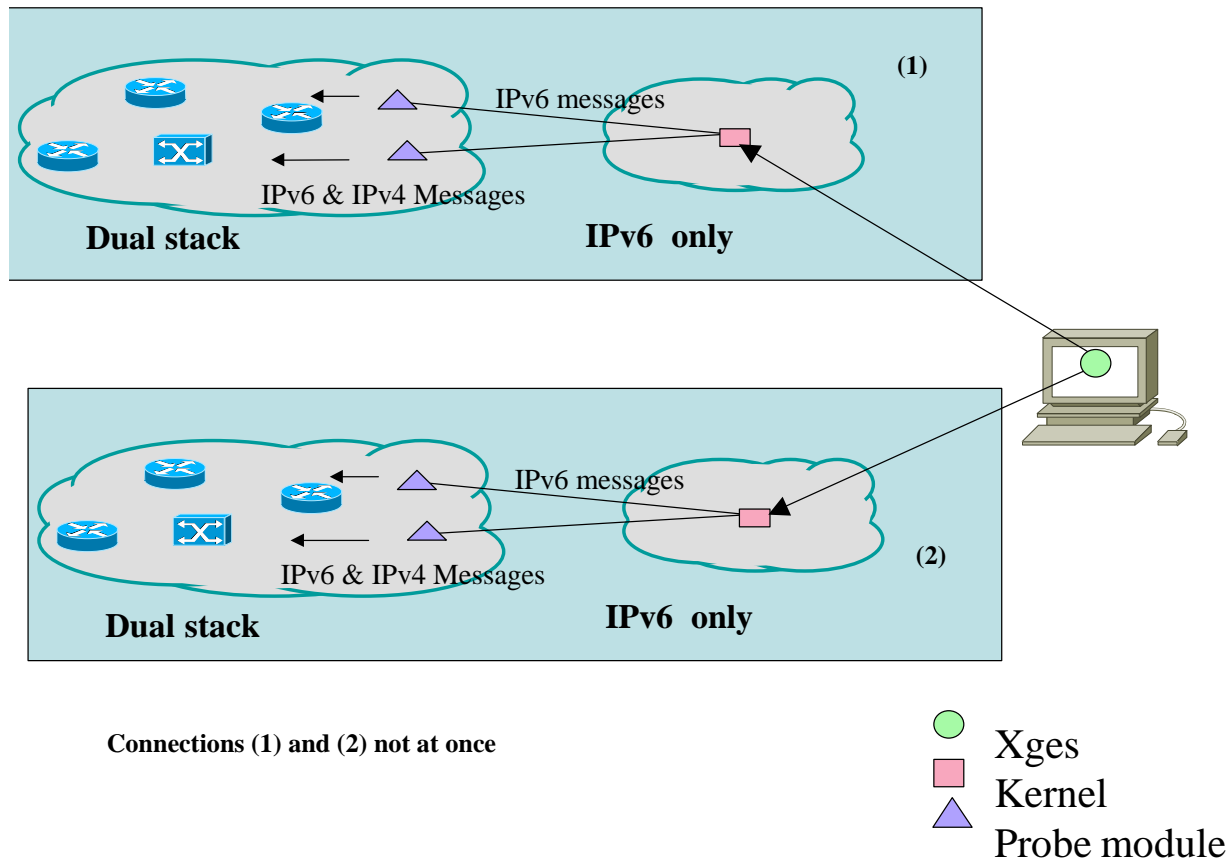 (1)
IPv6 messages
IPv6 & IPv4 Messages
Dual stack
IPv6 only
IPv6 messages
IPv6 & IPv4 Messages
(2)
Dual stack
IPv6 only
Connections (1) and (2) not at once
Xges
Kernel
Probe module